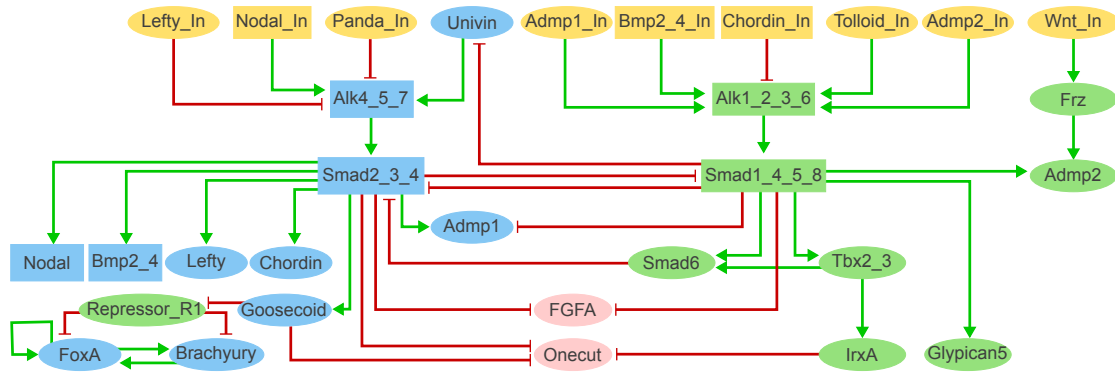 Lefty_In Nodal_In Panda_In Univin Admp1_In Bmp2_4_In Chordin_In Tolloid_In Admp2_In Wnt_In
Alk4_5_7 Alk1_2_3_6 Frz
Smad2_3_4 Smad1_4_5_8 Admp2
Admp1
Nodal Bmp2_4 Lefty Chordin Smad6 Tbx2_3
Repressor_R1 Goosecoid FGFA
FoxA Brachyury Onecut IrxA Glypican5